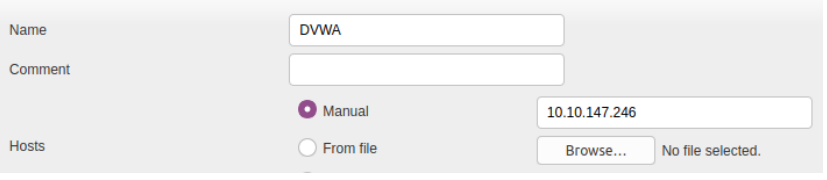 Name DVWA
Comment
Manual 10.10.147.246
Hosts
From file Browse... No file selected.